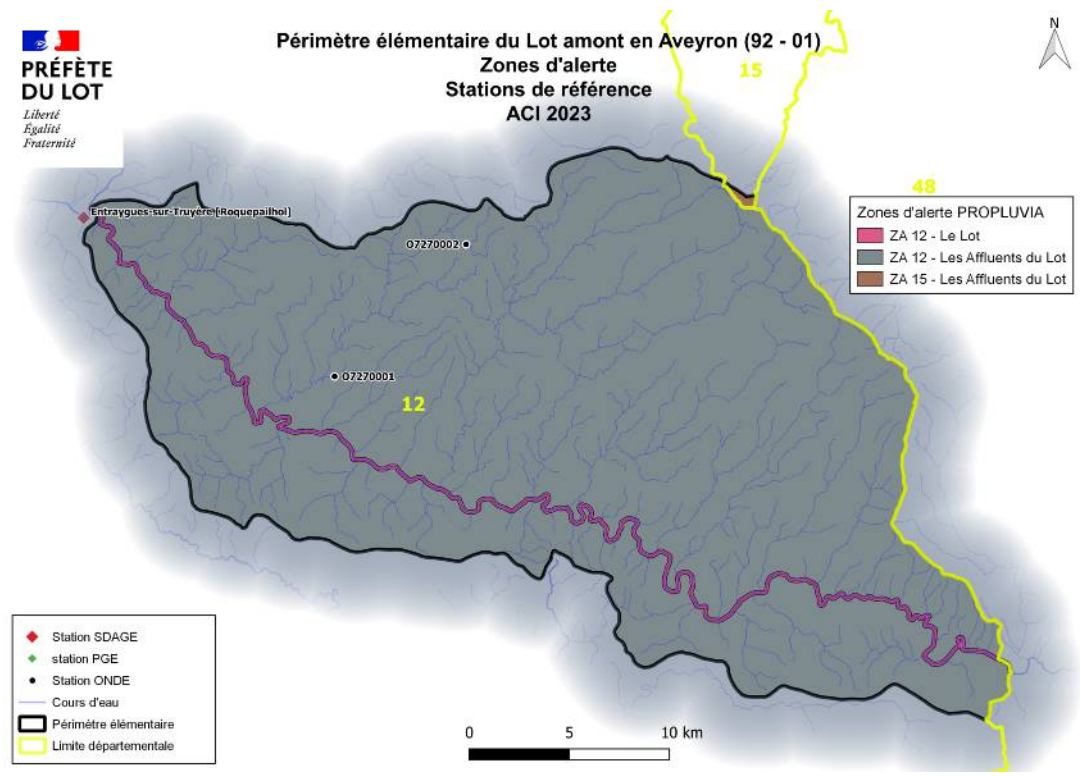 PRÉFÈTE
DU LOT
Liberté
Égalité
Fraternité
Périmètre élémentaire du Lot amont en Aveyron (92 - 01)
Zones d'alerte
Stations de référence
ACI 2023
N
15
48
Zones d'alerte PROPLUVIA
ZA 12 - Le Lot
ZA 12 - Les Affluents du Lot
ZA 15 - Les Affluents du Lot
Entraygues-sur-Truyère [Roquepailhol]
O7270002
O7270001
12
Station SDAGE
station PGE
Station ONDE
Cours d'eau
Périmètre élémentaire
Limite départementale
0 5 10 km